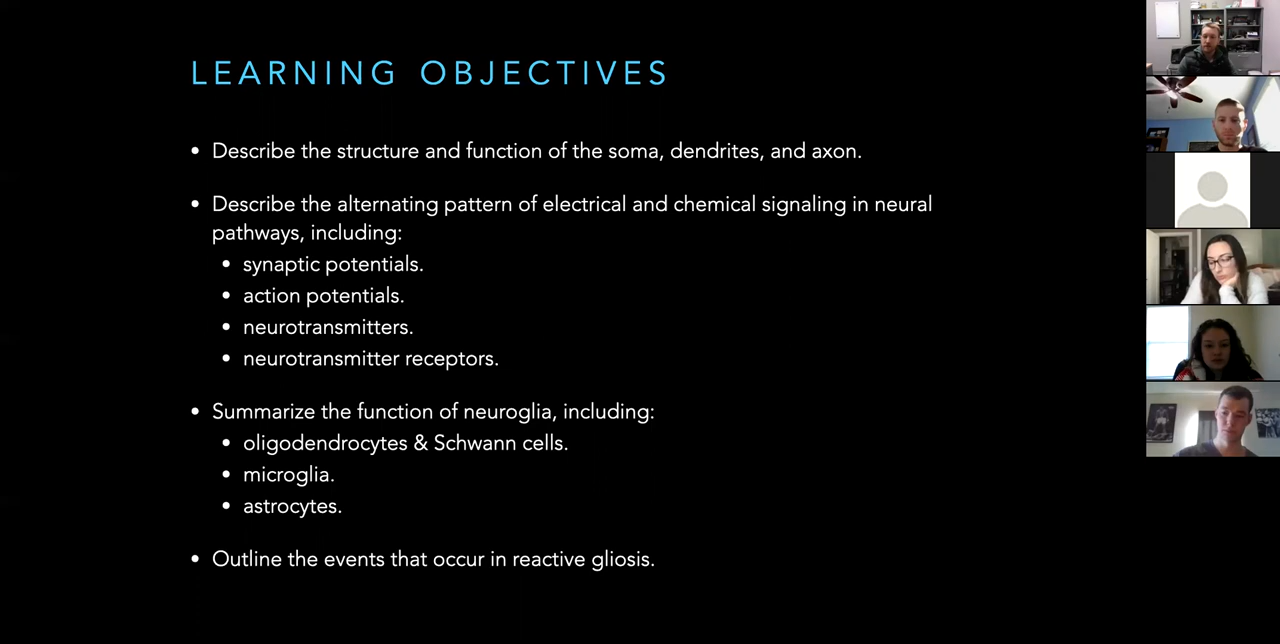 LEARNING OBJECTIVES
• Describe the structure and function of the soma, dendrites, and axon.
• Describe the alternating pattern of electrical and chemical signaling in neural
pathways, including:
• synaptic potentials.
• action potentials.
• neurotransmitters.
• neurotransmitter receptors.
• Summarize the function of neuroglia, including:
• oligodendrocytes & Schwann cells.
• microglia.
• astrocytes.
• Outline the events that occur in reactive gliosis.